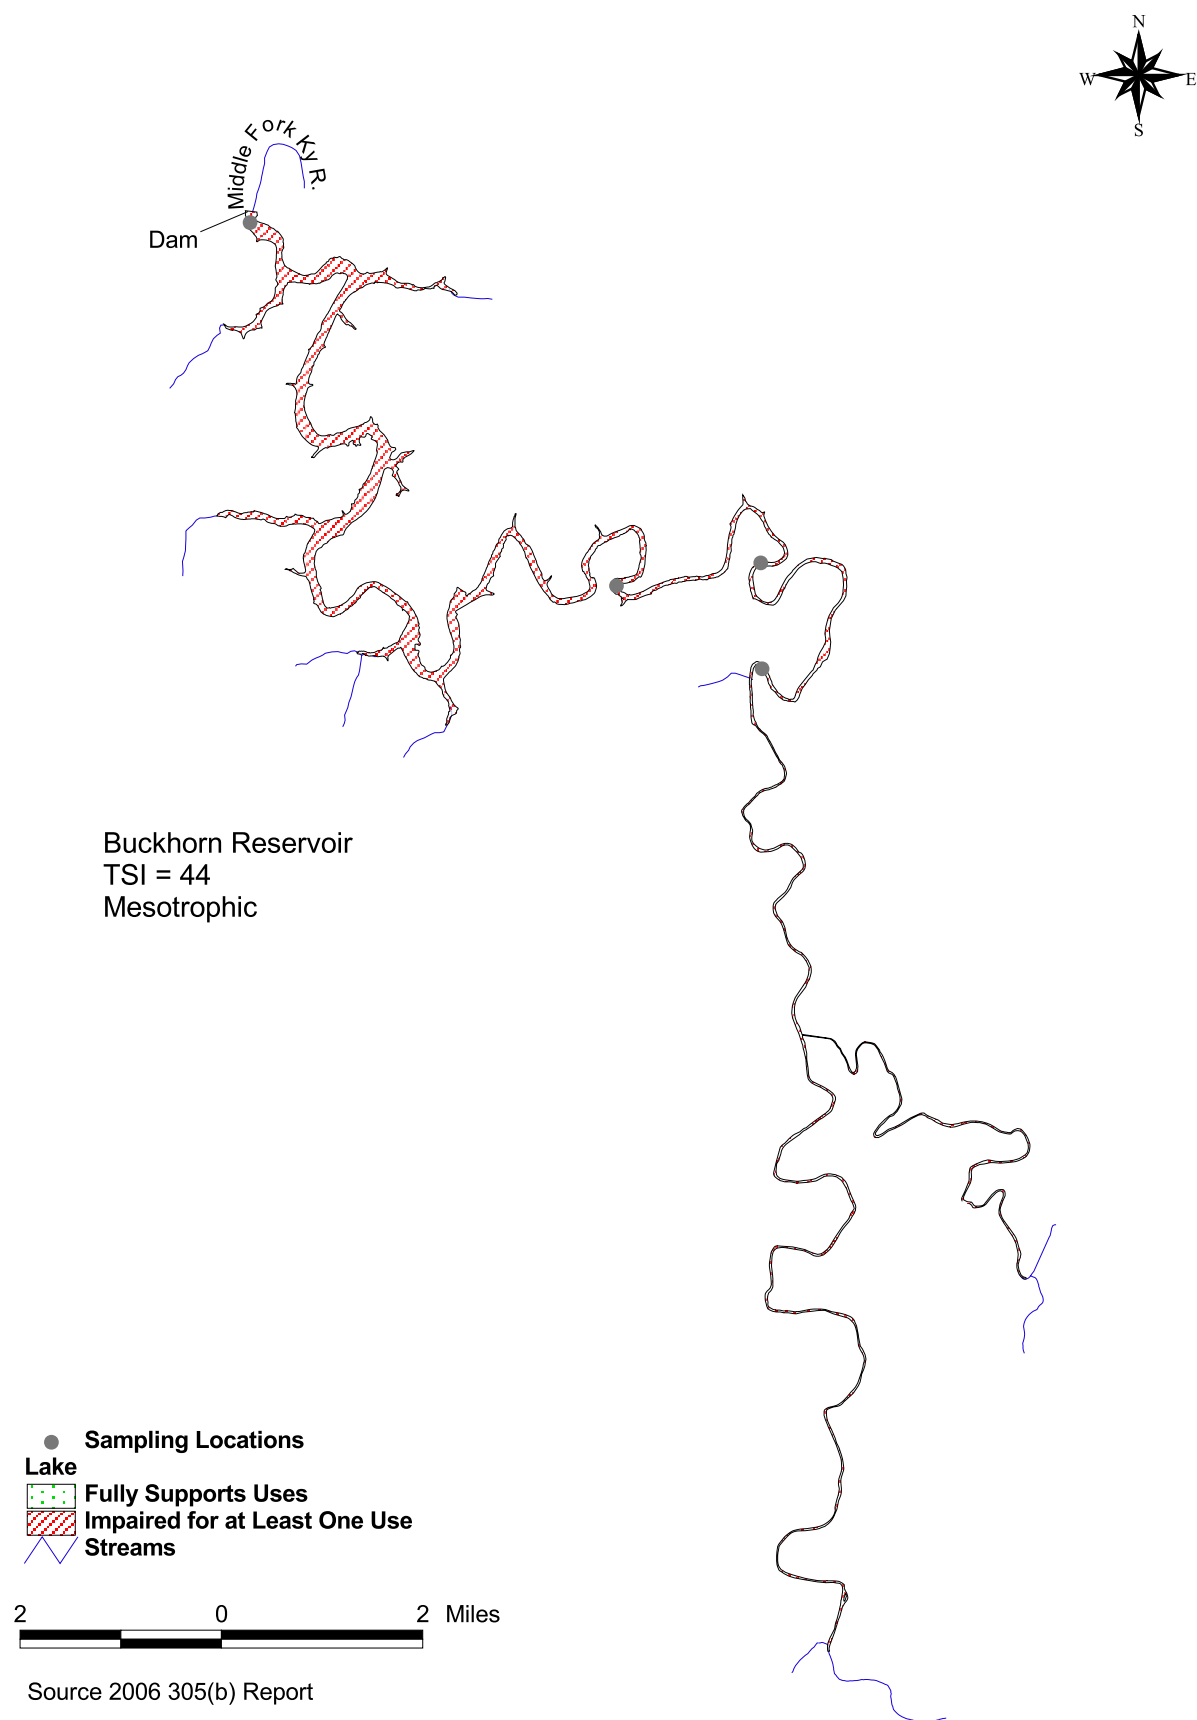 N
W E
S
Middle Fork Ky R.
Dam
Buckhorn Reservoir
TSI = 44
Mesotrophic
Sampling Locations
Lake
Fully Supports Uses
Impaired for at Least One Use
Streams
2 0 2 Miles
Source 2006 305(b) Report